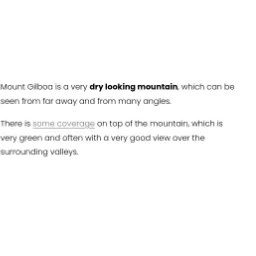 Mount Gilboa is a very dry looking mountain, which can be
seen from far away and from many angles.
There is some coverage on top of the mountain, which is
very green and often with a very good view over the
surrounding valleys.